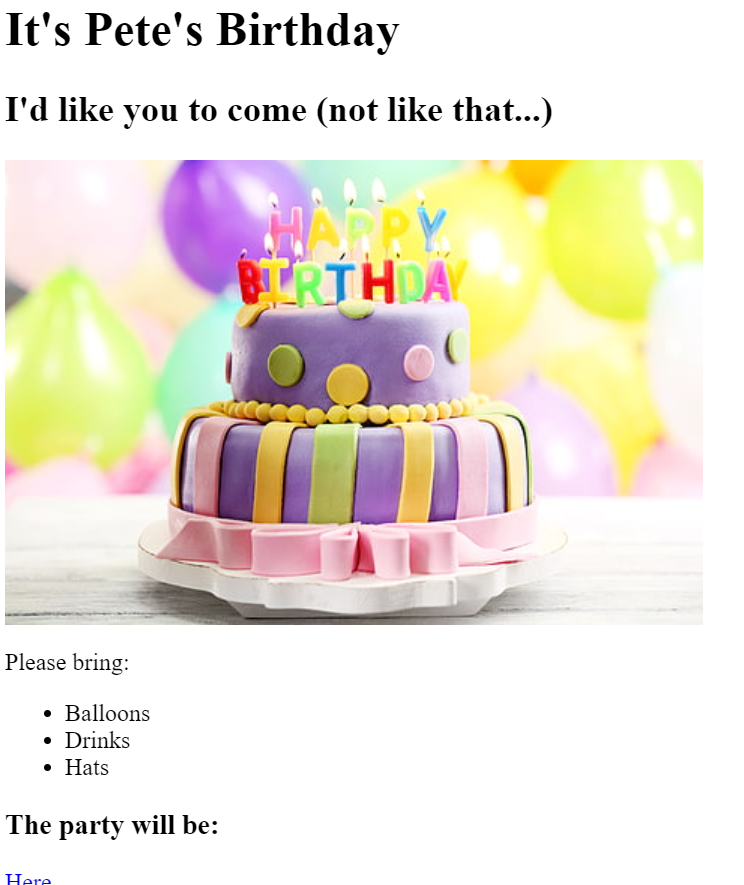 It's Pete's Birthday
I'd like you to come (not like that...)
HAPPY
BIRTHDAY
Please bring:
Balloons
Drinks
Hats
The party will be:
Here